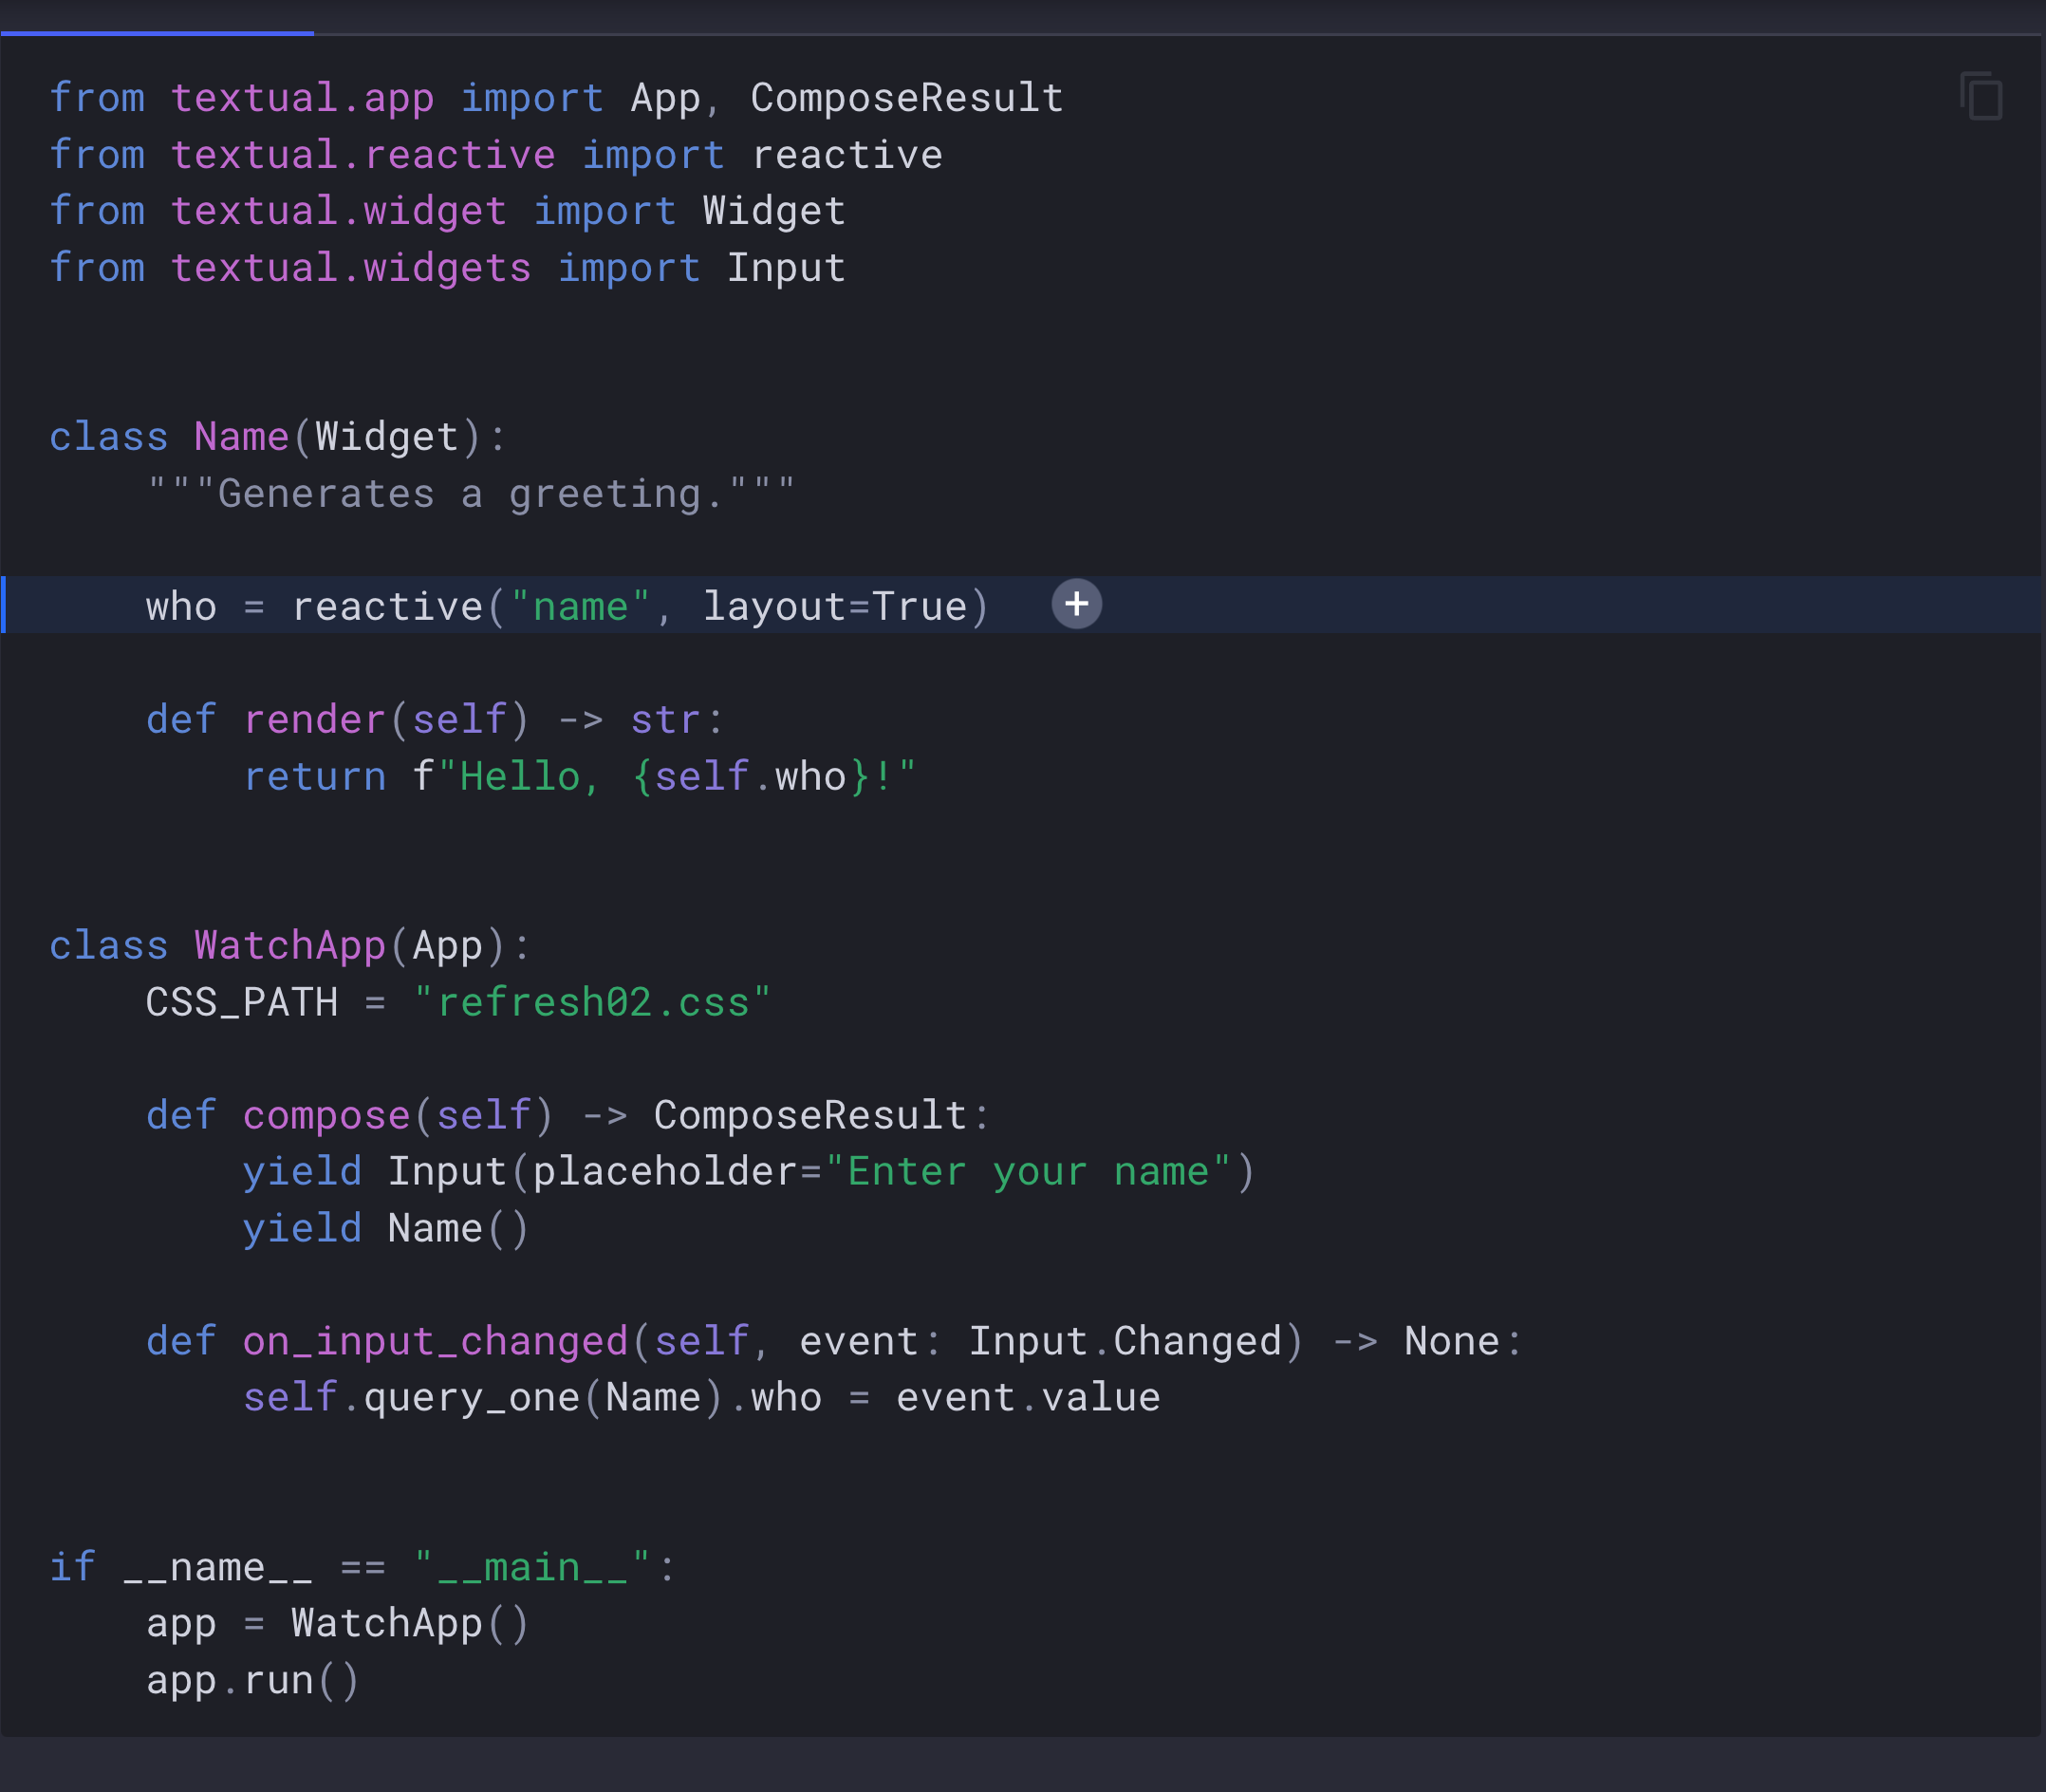 from textual.app import App, ComposeResult
from textual.reactive import reactive
from textual.widget import Widget
from textual.widgets import Input
class Name(Widget):
    """Generates a greeting."""
    who = reactive("name", layout=True)
    def render(self) -> str:
        return f"Hello, {self.who}!"
class WatchApp(App):
    CSS_PATH = "refresh02.css"
    def compose(self) -> ComposeResult:
        yield Input(placeholder="Enter your name")
        yield Name()
    def on_input_changed(self, event: Input.Changed) -> None:
        self.query_one(Name).who = event.value
if __name__ == "__main__":
    app = WatchApp()
    app.run()